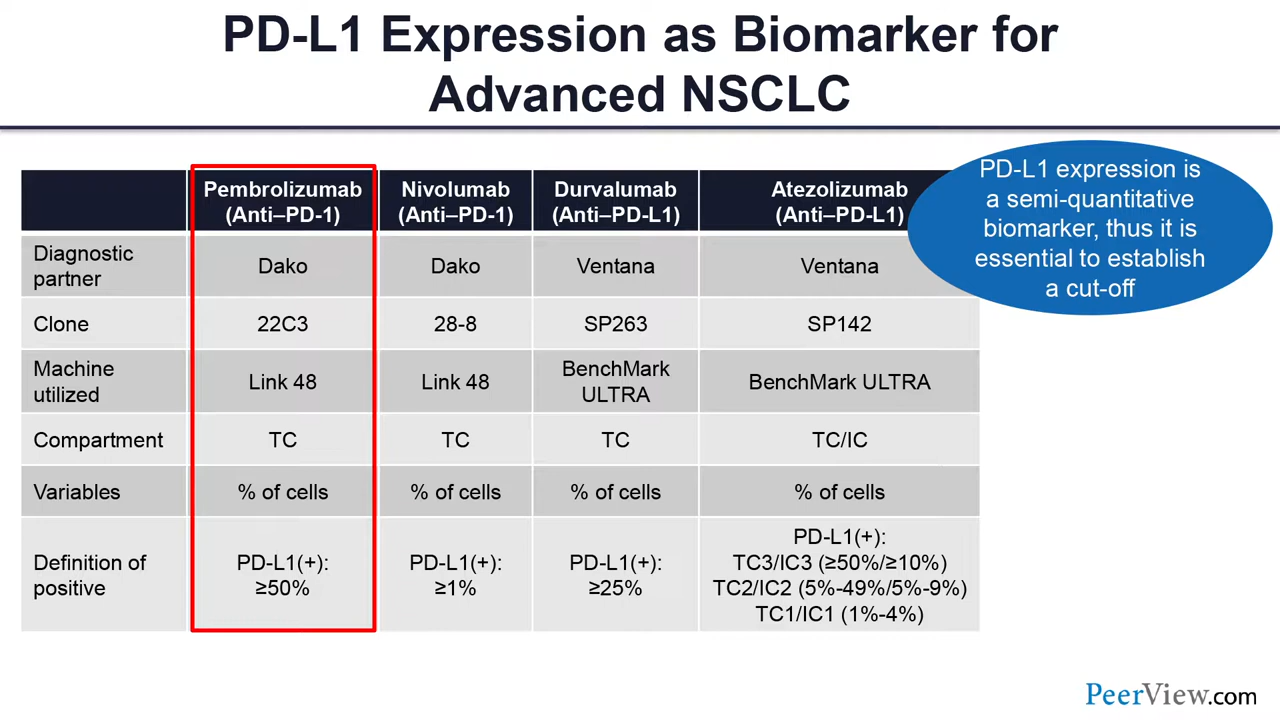 PD-L1 Expression as Biomarker for
Advanced NSCLC
Pembrolizumab
(Anti–PD-1)
Nivolumab
(Anti–PD-1)
Durvalumab
(Anti–PD-L1)
Atezolizumab
(Anti–PD-L1)
PD-L1 expression is
a semi-quantitative
biomarker, thus it is
essential to establish
a cut-off
Diagnostic
partner
Dako
Dako
Ventana
Ventana
Clone
22C3
28-8
SP263
SP142
Machine
utilized
Link 48
Link 48
BenchMark
ULTRA
BenchMark ULTRA
Compartment
TC
TC
TC
TC/IC
Variables
% of cells
% of cells
% of cells
% of cells
Definition of
positive
PD-L1(+):
≥50%
PD-L1(+):
≥1%
PD-L1(+):
≥25%
PD-L1(+):
TC3/IC3 (≥50%/≥10%)
TC2/IC2 (5%-49%/5%-9%)
TC1/IC1 (1%-4%)
PeerView.com